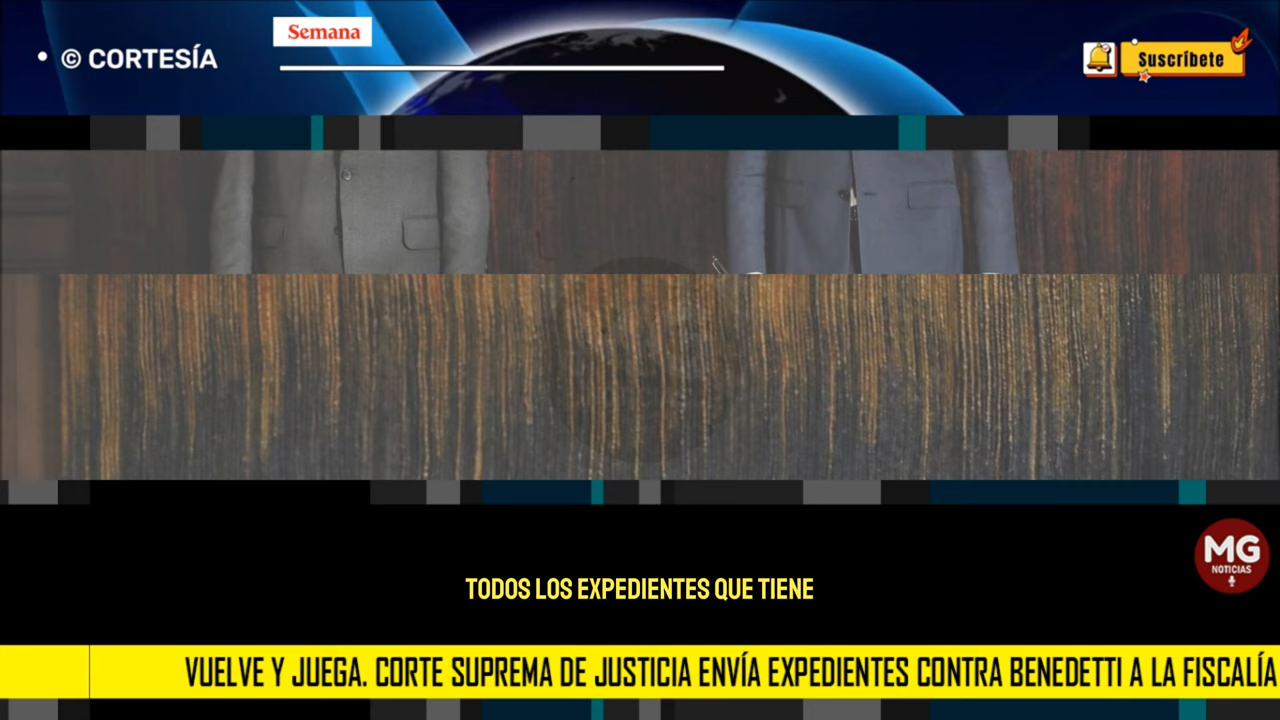 Semana
© CORTESÍA
Suscríbete
MG
NOTICIAS
TODOS LOS EXPEDIENTES QUE TIENE
VUELVE Y JUEGA. CORTE SUPREMA DE JUSTICIA ENVÍA EXPEDIENTES CONTRA BENEDETTI A LA FISCALÍA